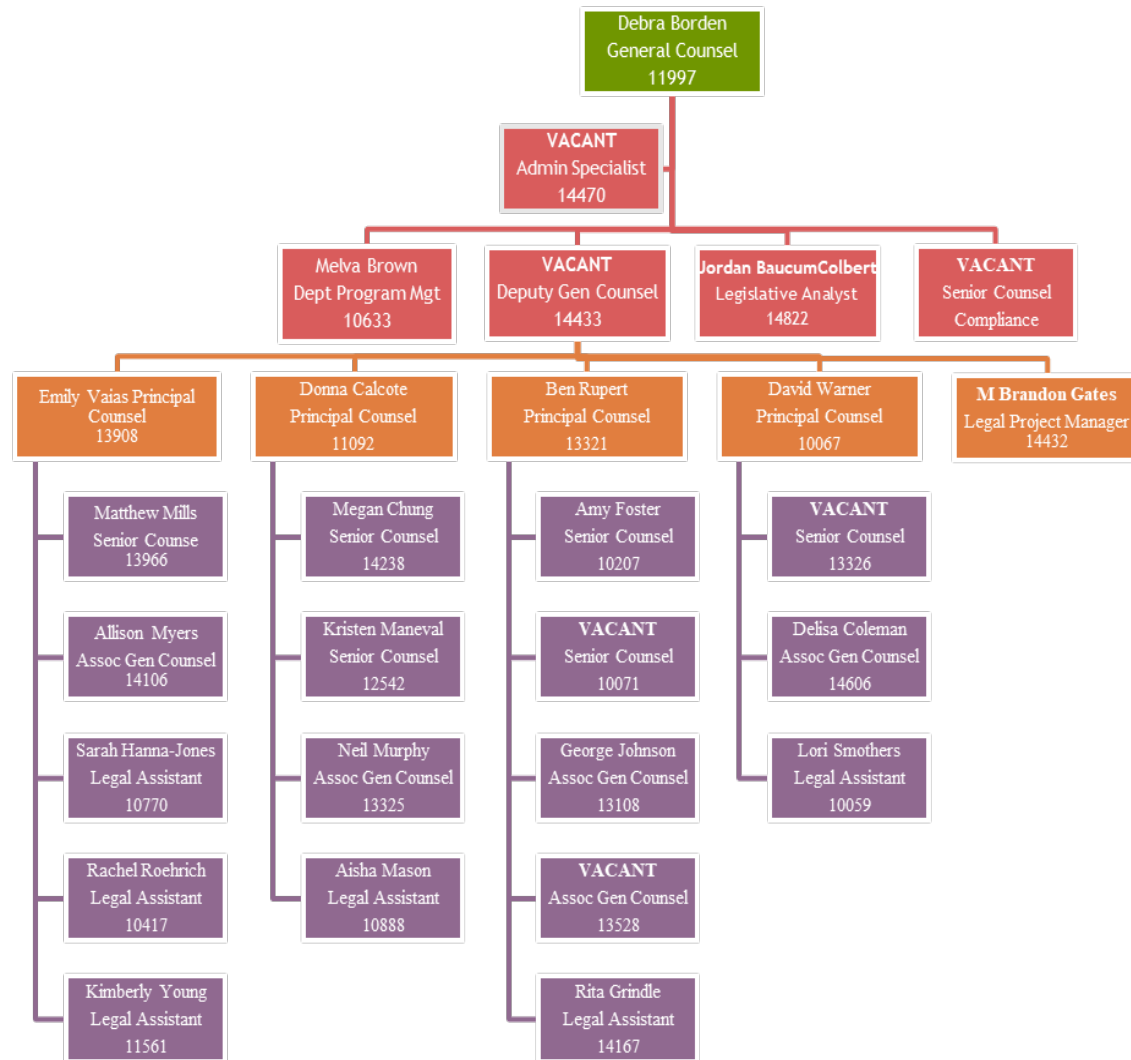 Debra Borden
General Counsel
11997
VACANT
Admin Specialist
14470
Melva Brown
Dept Program Mgt
10633
VACANT
Deputy Gen Counsel
14433
Jordan BaucumColbert
Legislative Analyst
14822
VACANT
Senior Counsel
Compliance
Emily Vaias Principal
Counsel
13908
Donna Calcote
Principal Counsel
11092
Ben Rupert
Principal Counsel
13321
David Warner
Principal Counsel
10067
M Brandon Gates
Legal Project Manager
14432
Matthew Mills
Senior Counse
13966
Allison Myers
Assoc Gen Counsel
14106
Sarah Hanna-Jones
Legal Assistant
10770
Rachel Roehrich
Legal Assistant
10417
Kimberly Young
Legal Assistant
11561
Megan Chung
Senior Counsel
14238
Kristen Maneval
Senior Counsel
12542
Neil Murphy
Assoc Gen Counsel
13325
Aisha Mason
Legal Assistant
10888
Amy Foster
Senior Counsel
10207
VACANT
Senior Counsel
10071
George Johnson
Assoc Gen Counsel
13108
VACANT
Assoc Gen Counsel
13528
Rita Grindle
Legal Assistant
14167
VACANT
Senior Counsel
13326
Delisa Coleman
Assoc Gen Counsel
14606
Lori Smothers
Legal Assistant
10059